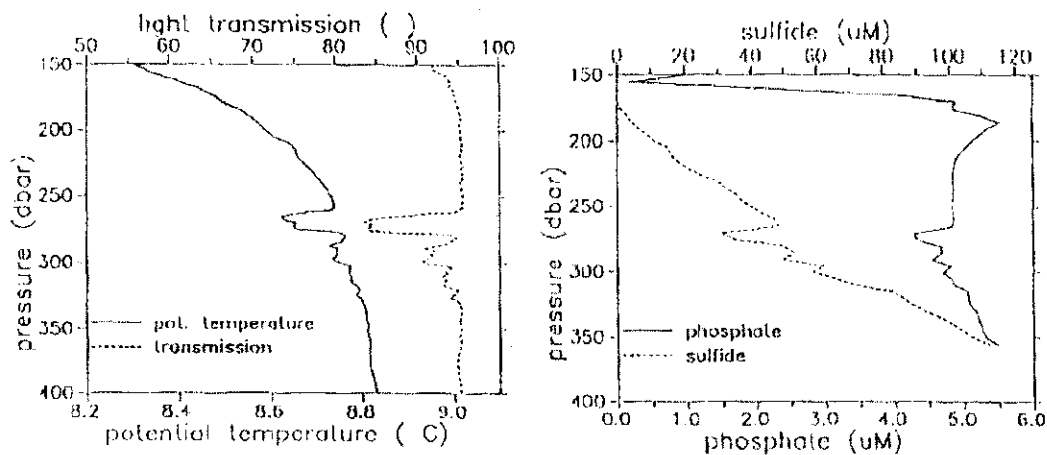 light transmission ( )
50 60 70 80 90 100
pressure (dbar)
150
200
250
300
350
400
pot. temperature
transmission
8.2 8.4 8.6 8.8 9.0
potential temperature ( C)
sulfide (uM)
0 20 40 60 80 100 120
pressure (dbar)
150
200
250
300
350
400
phosphate
sulfide
0.0 1.0 2.0 3.0 4.0 5.0 6.0
phosphate (uM)